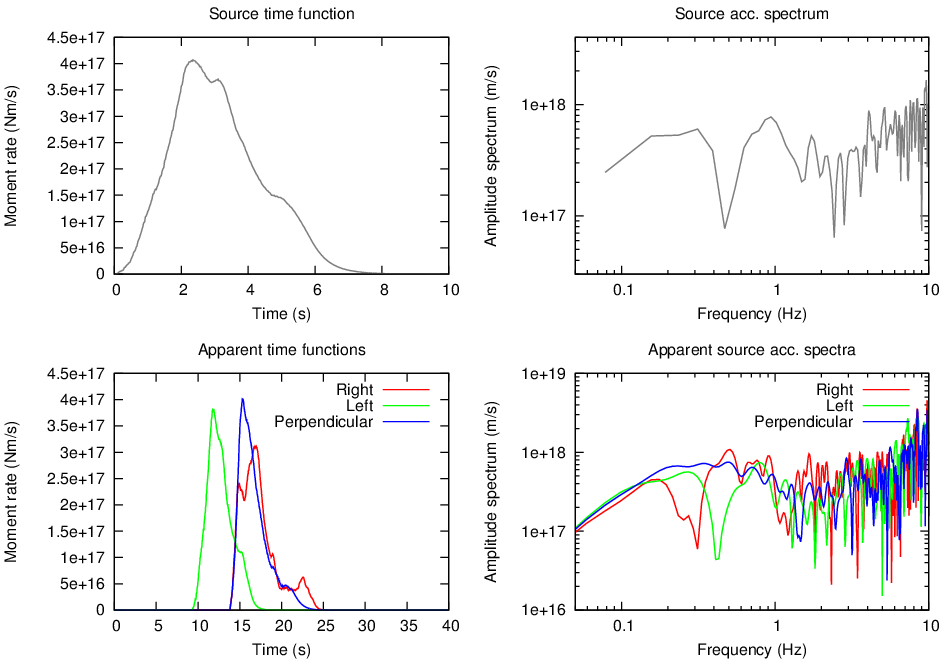 Source time function
Moment rate (Nm/s)
4.5e+17
4e+17
3.5e+17
3e+17
2.5e+17
2e+17
1.5e+17
1e+17
5e+16
0
0 2 4 6 8 10
Time (s)
Source acc. spectrum
Amplitude spectrum (m/s)
1e+18
1e+17
0.1 1 10
Frequency (Hz)
Apparent time functions
Moment rate (Nm/s)
4.5e+17
4e+17
3.5e+17
3e+17
2.5e+17
2e+17
1.5e+17
1e+17
5e+16
0
Right
Left
Perpendicular
0 5 10 15 20 25 30 35 40
Time (s)
Apparent source acc. spectra
Amplitude spectrum (m/s)
1e+19
1e+18
1e+17
1e+16
Right
Left
Perpendicular
0.1 1 10
Frequency (Hz)